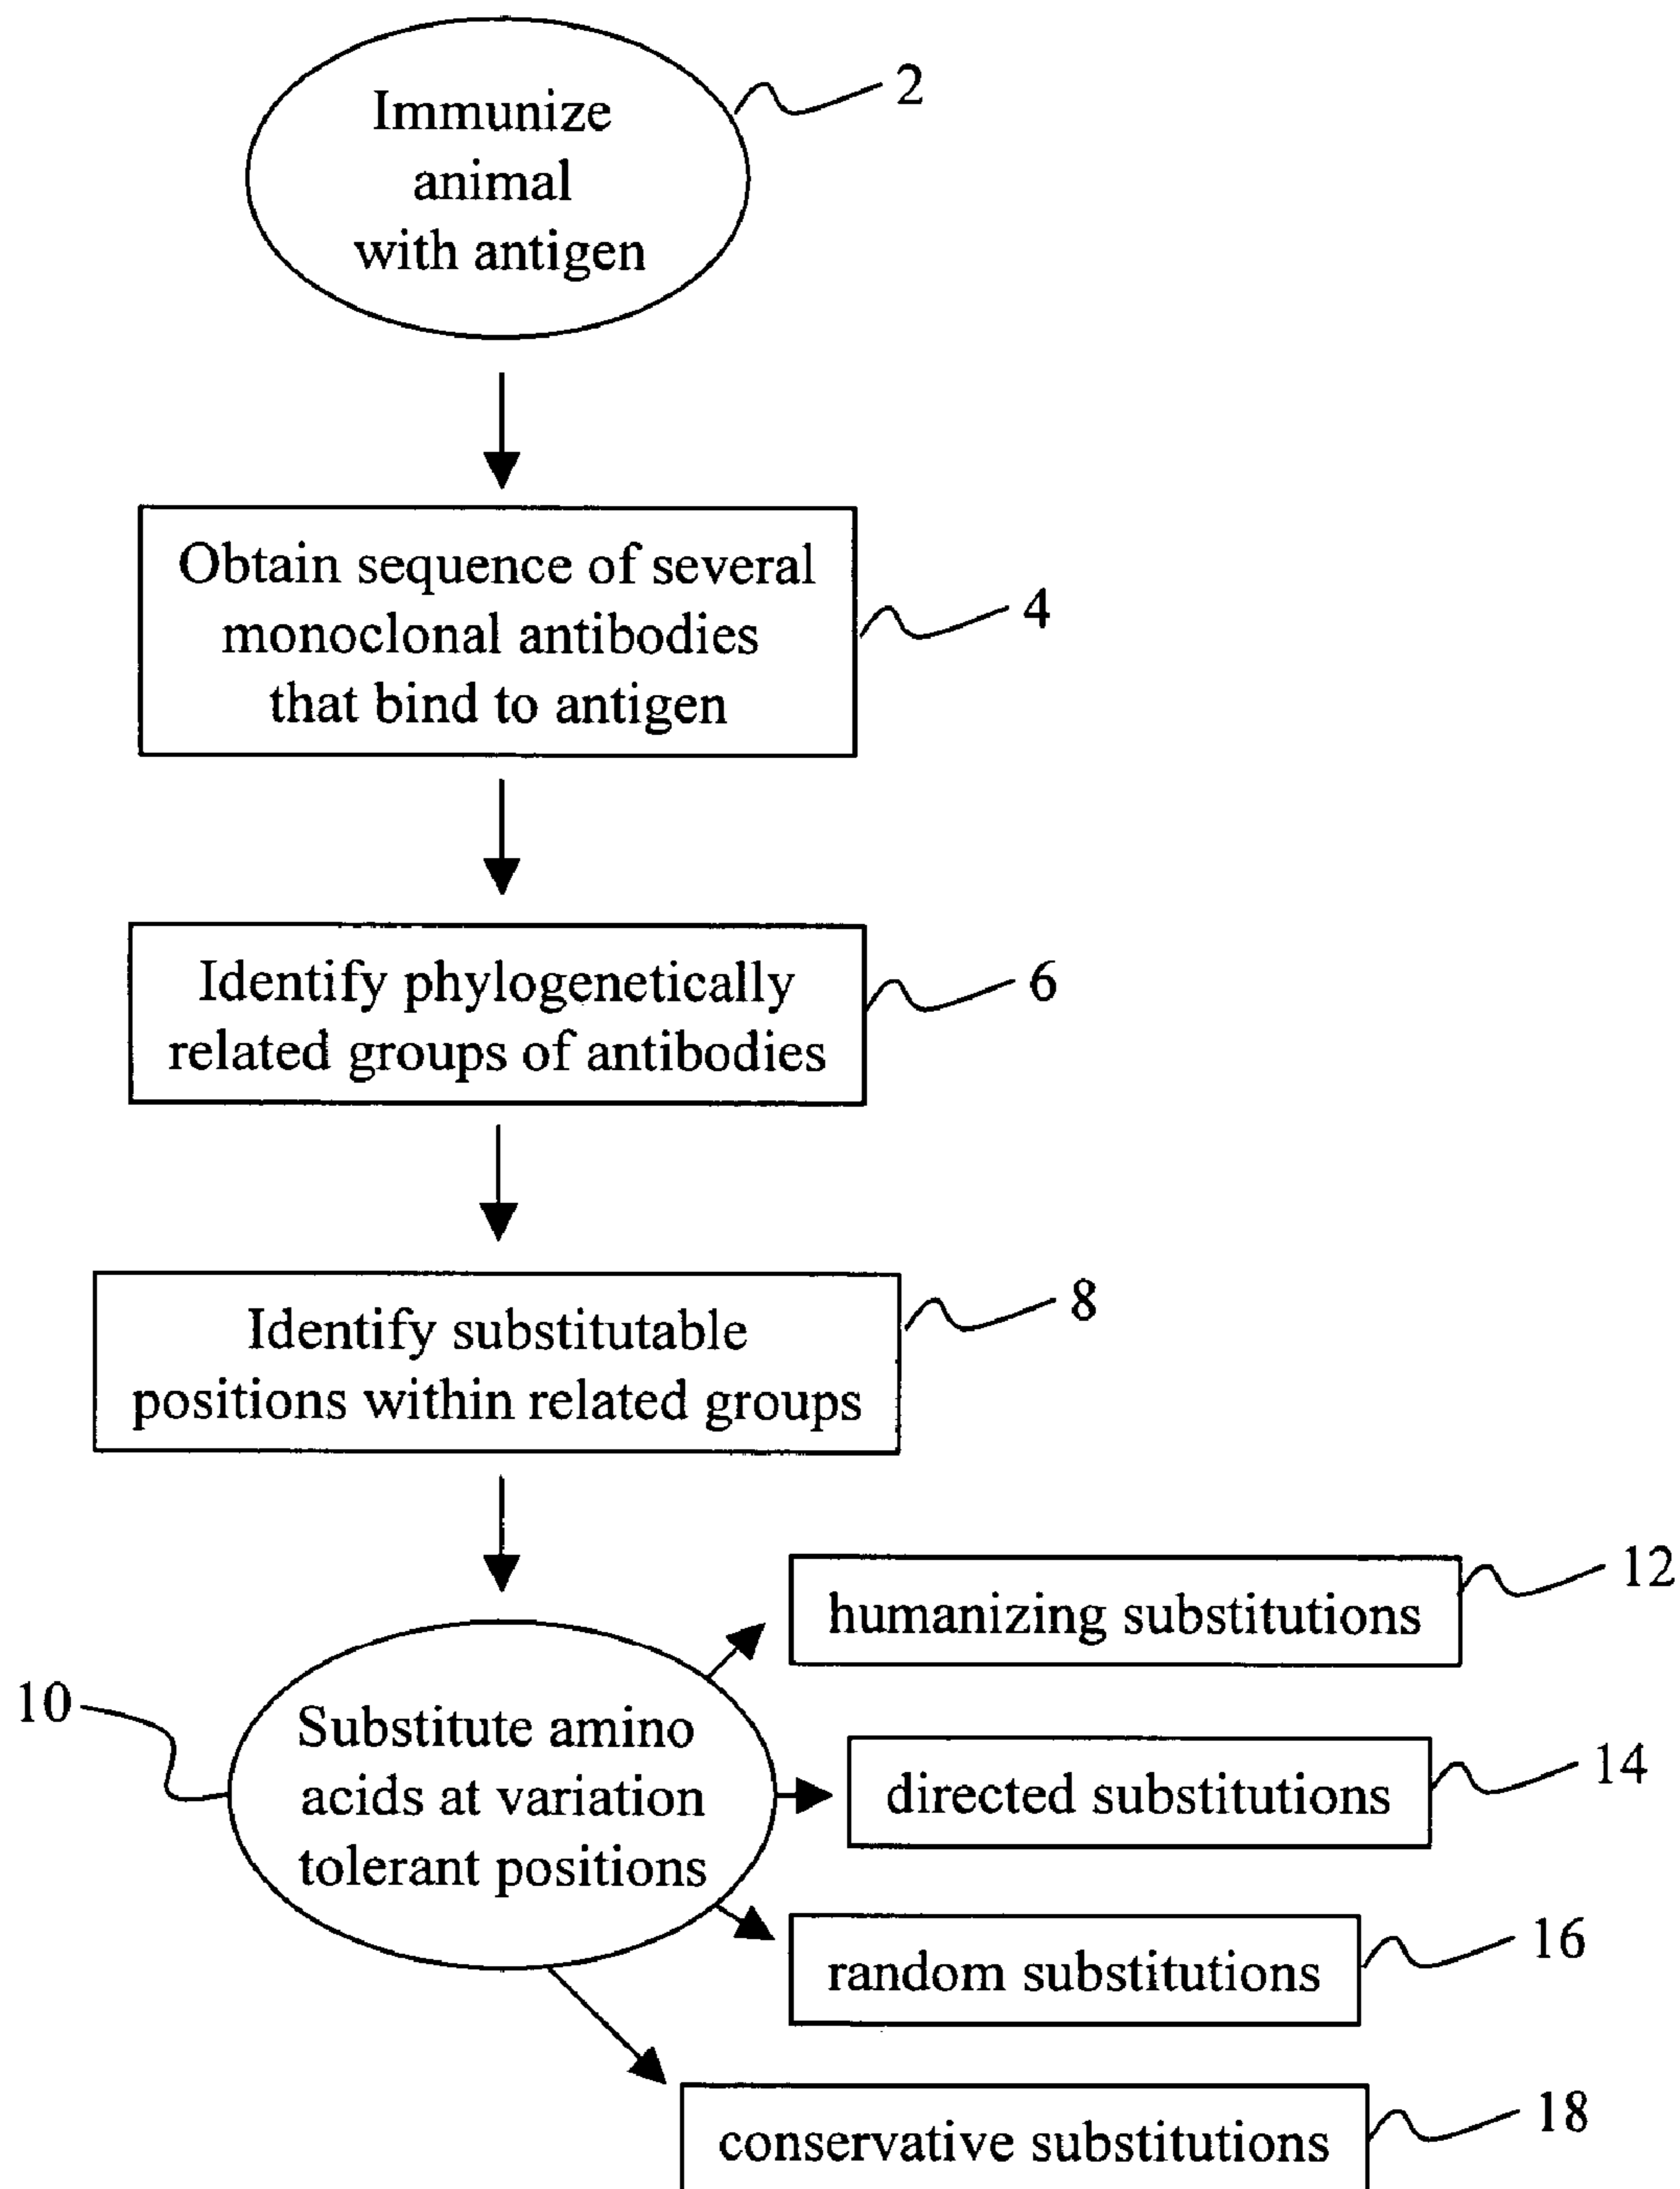 Immunize
animal
with antigen
2
Obtain sequence of several
monoclonal antibodies
that bind to antigen
4
Identify phylogenetically
related groups of antibodies
6
Identify substitutable
positions within related groups
8
10
Substitute amino
acids at variation
tolerant positions
humanizing substitutions
12
directed substitutions
14
random substitutions
16
conservative substitutions
18